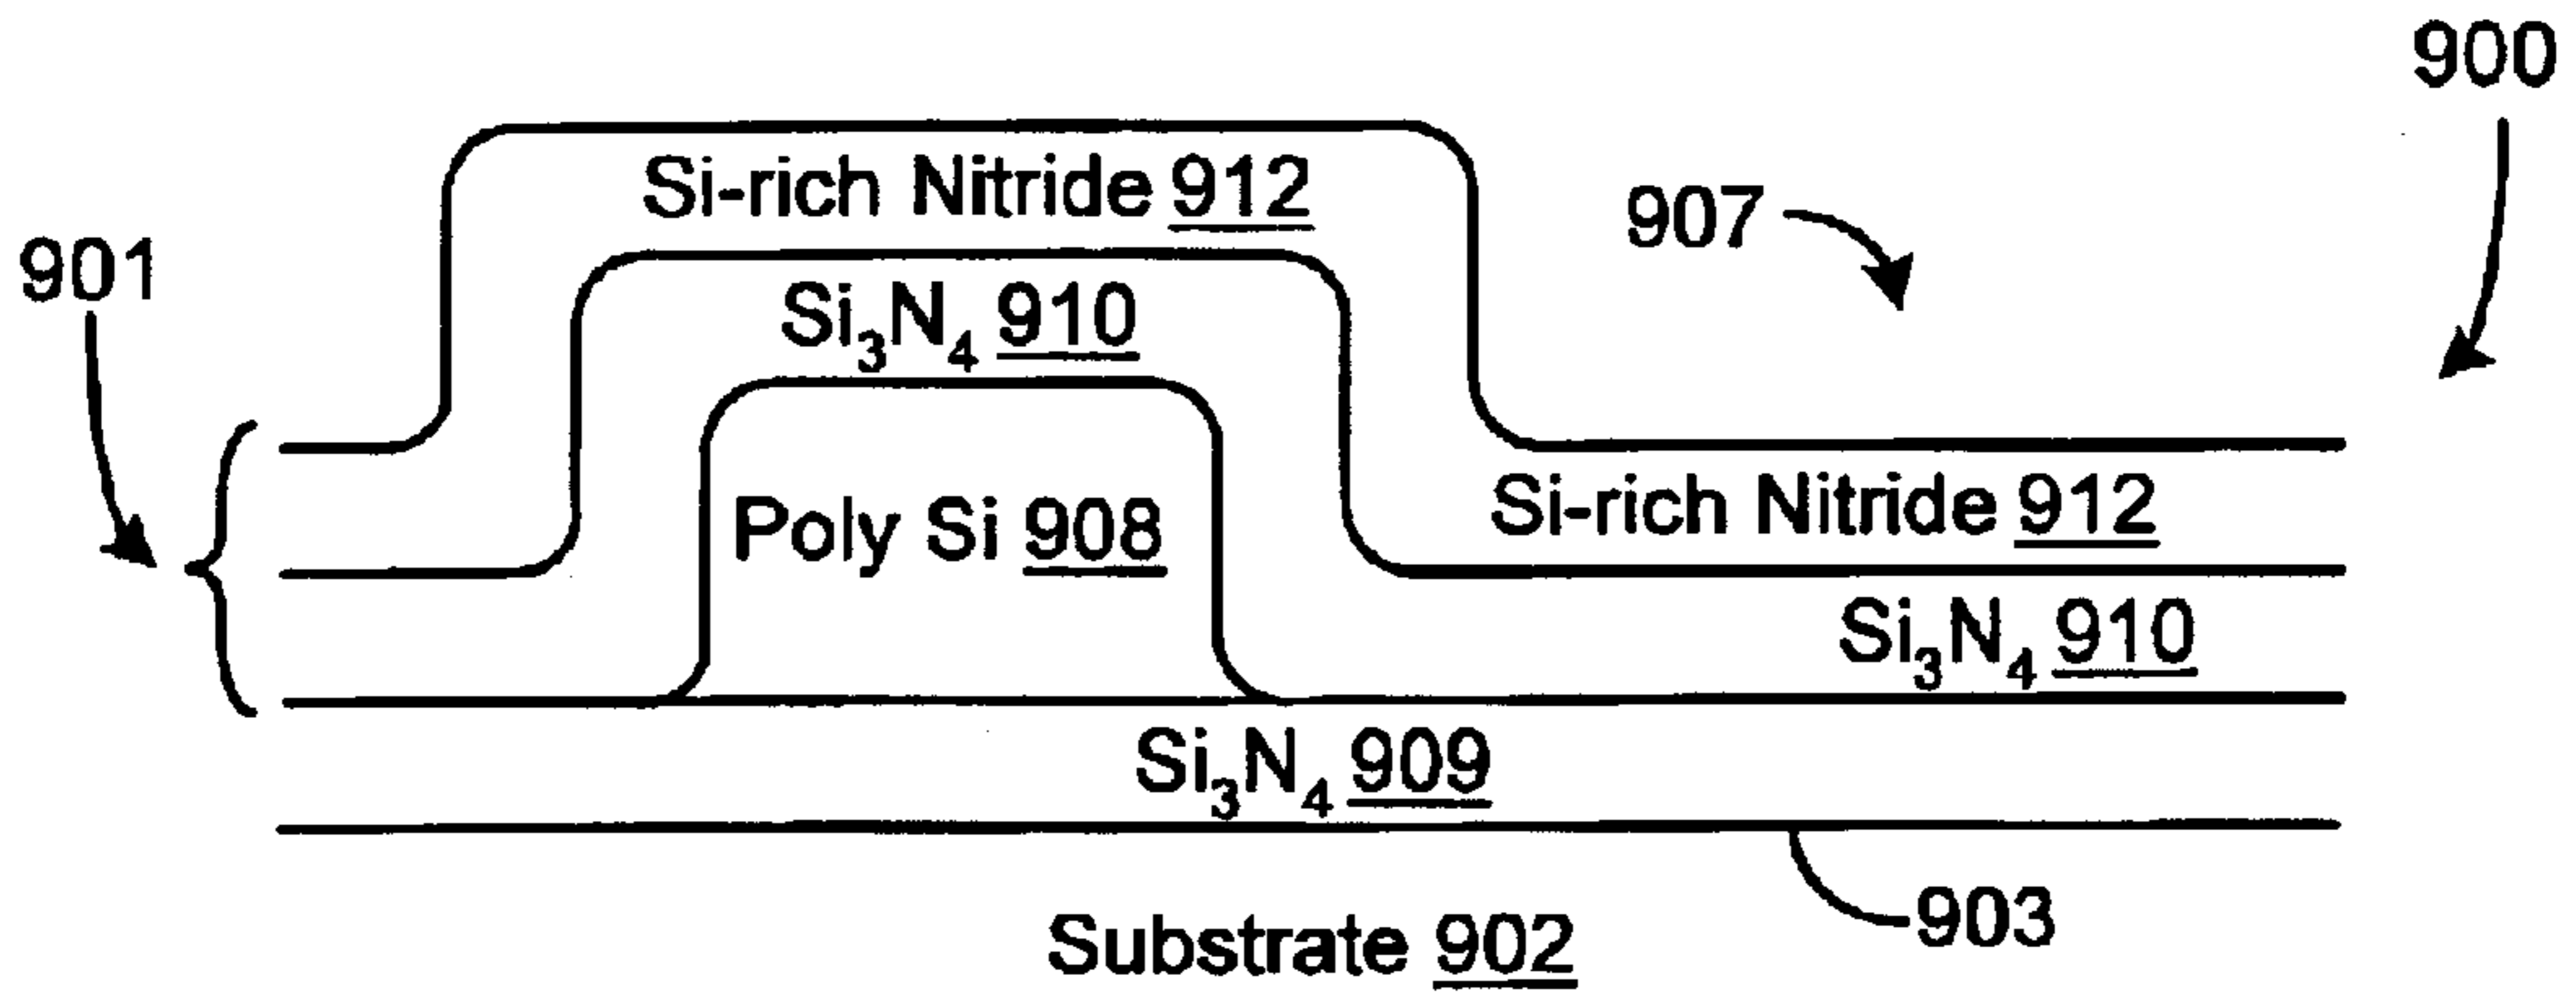 900
Si-rich Nitride 912
907
901
Si₃N₄ 910
Poly Si 908
Si-rich Nitride 912
Si₃N₄ 910
Si₃N₄ 909
903
Substrate 902